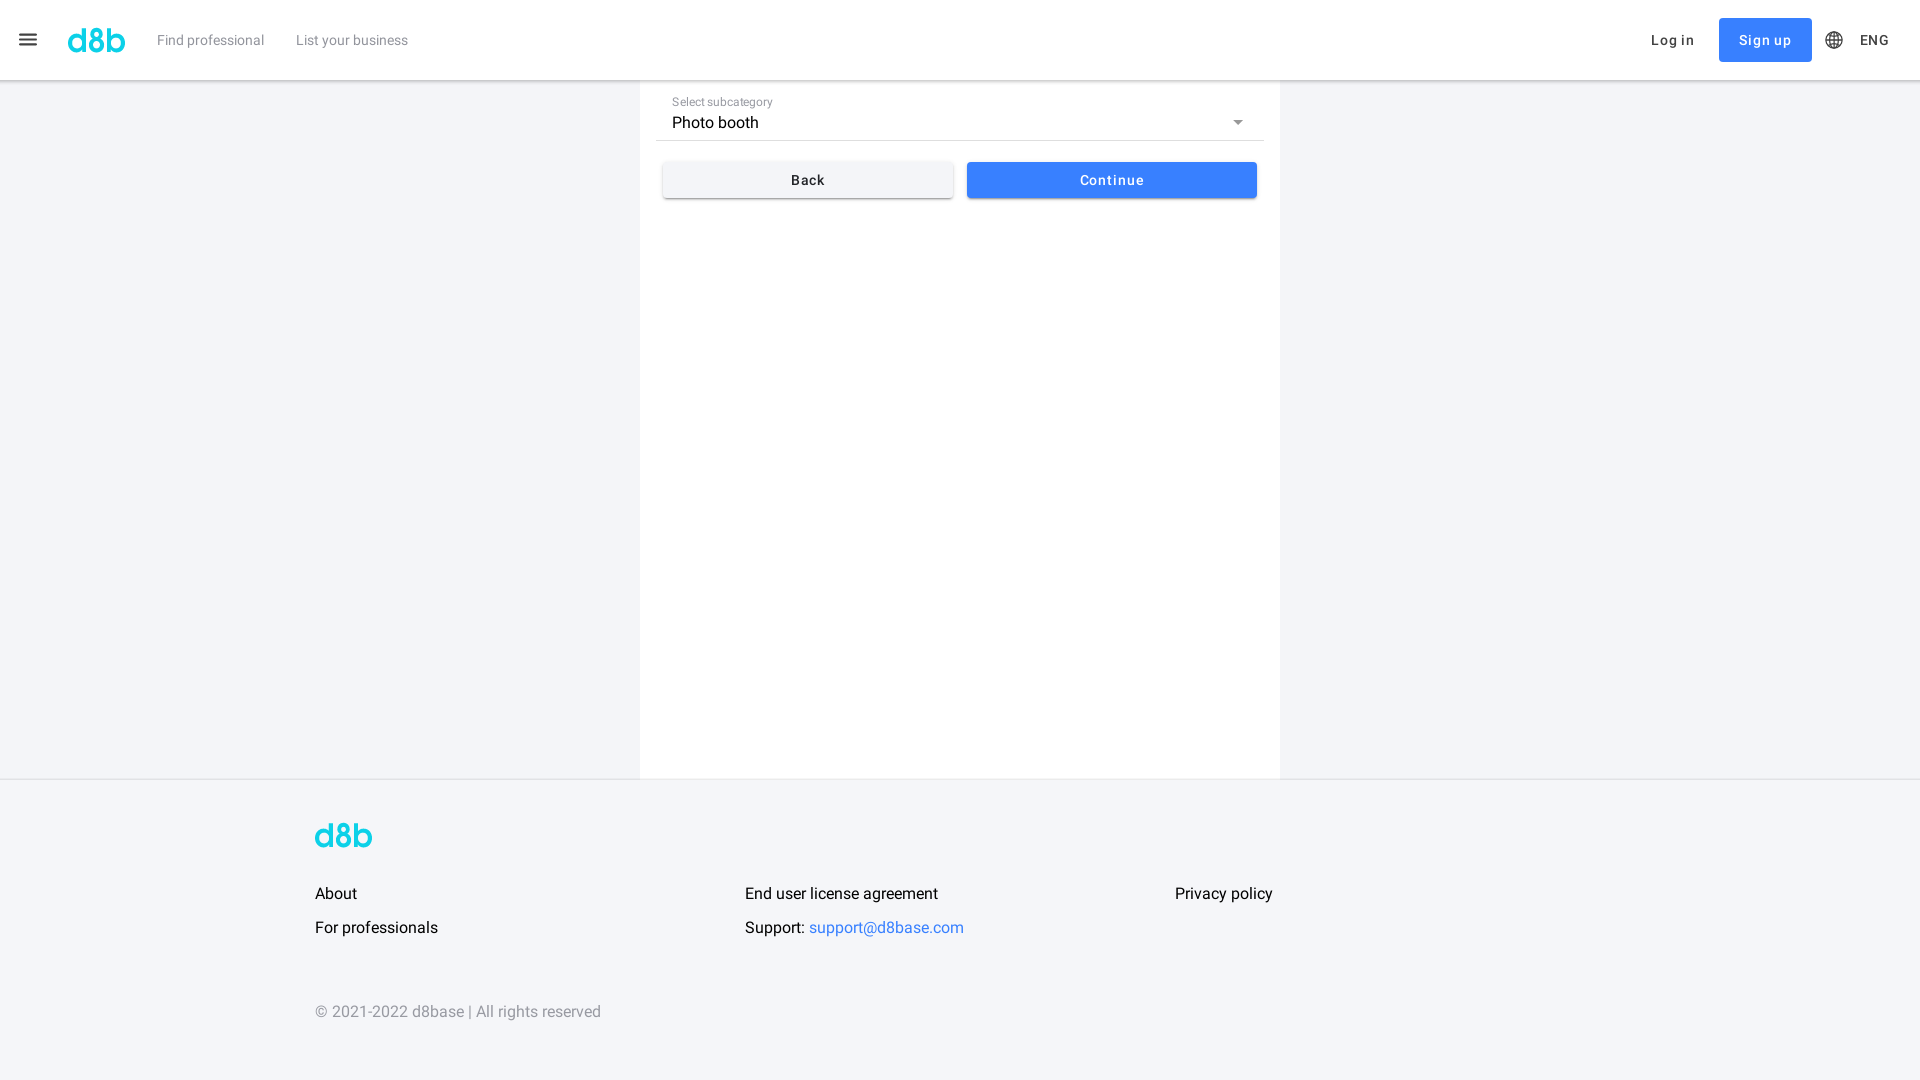 d8b
Find professional
List your business
Log in
Sign up
ENG
Select subcategory
Photo booth
Back
Continue
d8b
About
End user license agreement
Privacy policy
For professionals
Support: support@d8base.com
© 2021-2022 d8base | All rights reserved